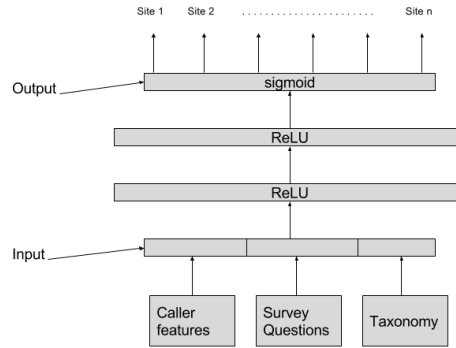 Site 1 Site 2 . . . . . . . . . . . . . . . . . . . . . . . Site n
Output
sigmoid
ReLU
ReLU
Input
Caller
features
Survey
Questions
Taxonomy